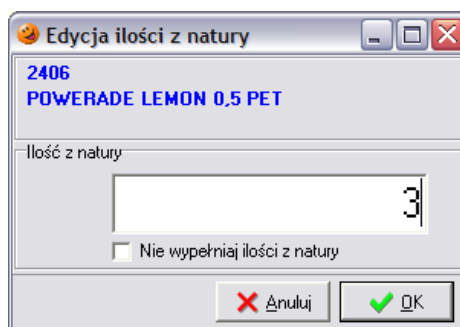 Edycja ilości z natury
2406
POWERADE LEMON 0,5 PET
Ilość z natury
3
Nie wypełniaj ilości z natury
Anuluj
OK